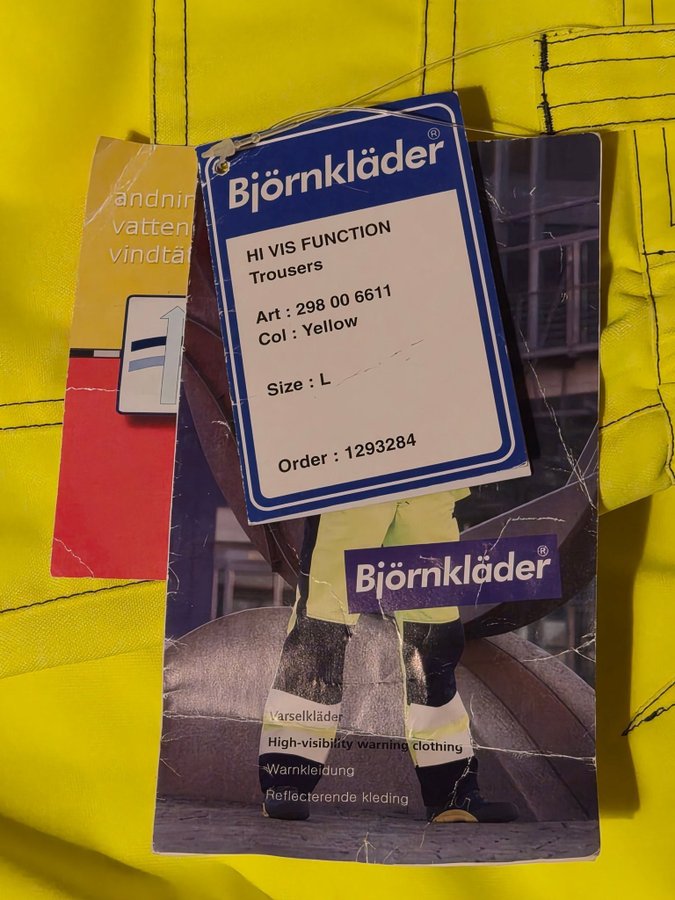 Björnkläder®
HI VIS FUNCTION
Trousers
Art : 298 00 6611
Col : Yellow
Size : L
Order : 1293284
Björnkläder®
Varselkläder
High-visibility warning clothing
Warnkleidung
Reflecterende kleding